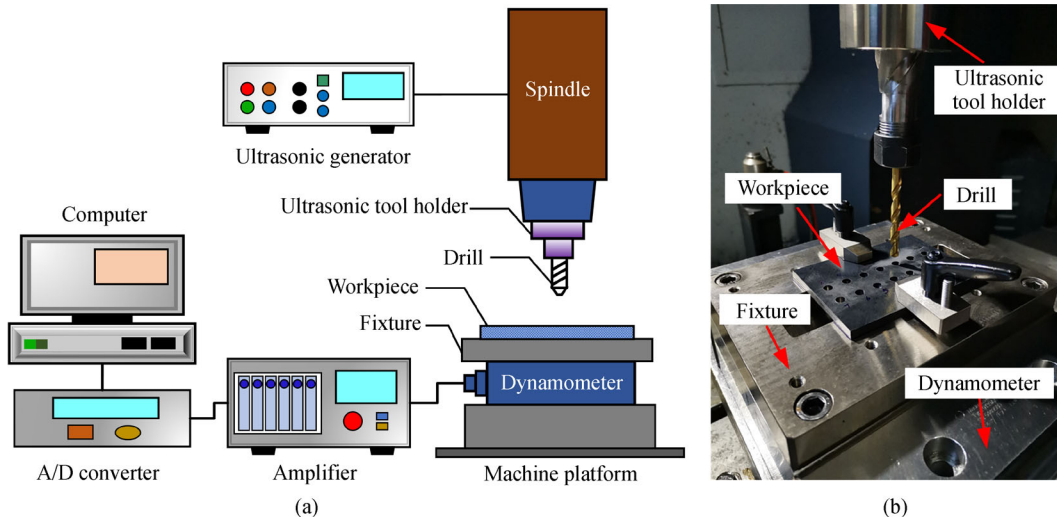 Spindle
Ultrasonic generator
Ultrasonic tool holder
Drill
Workpiece
Fixture
Dynamometer
Machine platform
Computer
A/D converter
Amplifier
(a)
Ultrasonic
tool holder
Workpiece
Drill
Fixture
Dynamometer
(b)